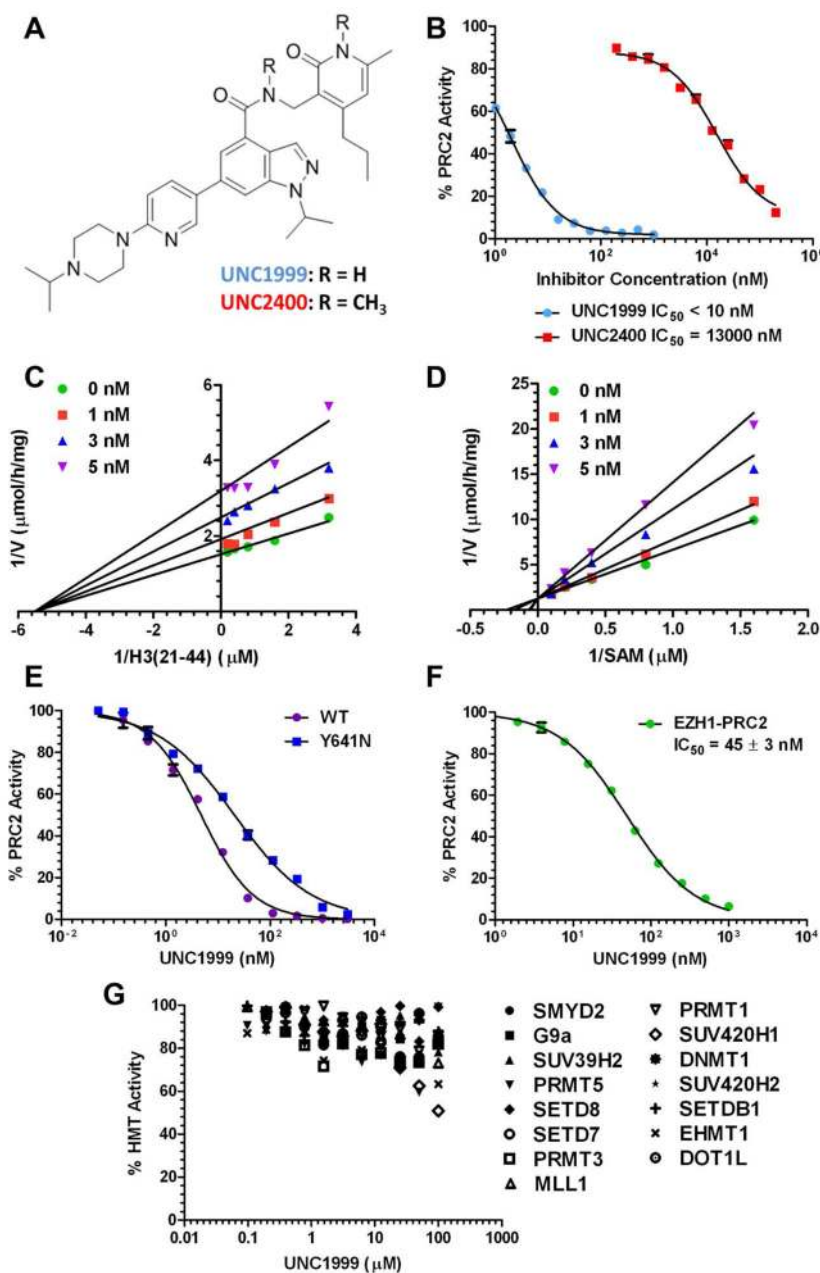 A
R
N
O
R
N
O
N
N
N
N
N
N
UNC1999: R = H
UNC2400: R = CH3
B
% PRC2 Activity
100
80
60
40
20
0
10^0 10^2 10^4 10^6
Inhibitor Concentration (nM)
UNC1999 IC50 < 10 nM
UNC2400 IC50 = 13000 nM
C
0 nM
1 nM
3 nM
5 nM
1/V (μmol/h/mg)
6
4
2
-6 -4 -2 0 2 4
1/H3(21-44) (μM)
D
0 nM
1 nM
3 nM
5 nM
1/V (μmol/h/mg)
25
20
15
10
5
-0.5 0.0 0.5 1.0 1.5 2.0
1/SAM (μM)
E
% PRC2 Activity
100
80
60
40
20
0
10^-2 10^0 10^2 10^4
UNC1999 (nM)
WT
Y641N
F
% PRC2 Activity
100
80
60
40
20
0
10^0 10^1 10^2 10^3 10^4
UNC1999 (nM)
EZH1-PRC2
IC50 = 45 ± 3 nM
G
% HMT Activity
100
80
60
40
20
0
0.01 0.1 1 10 100 1000
UNC1999 (μM)
SMYD2
G9a
SUV39H2
PRMT5
SETD8
SETD7
PRMT3
MLL1
PRMT1
SUV420H1
DNMT1
SUV420H2
SETDB1
EHMT1
DOT1L